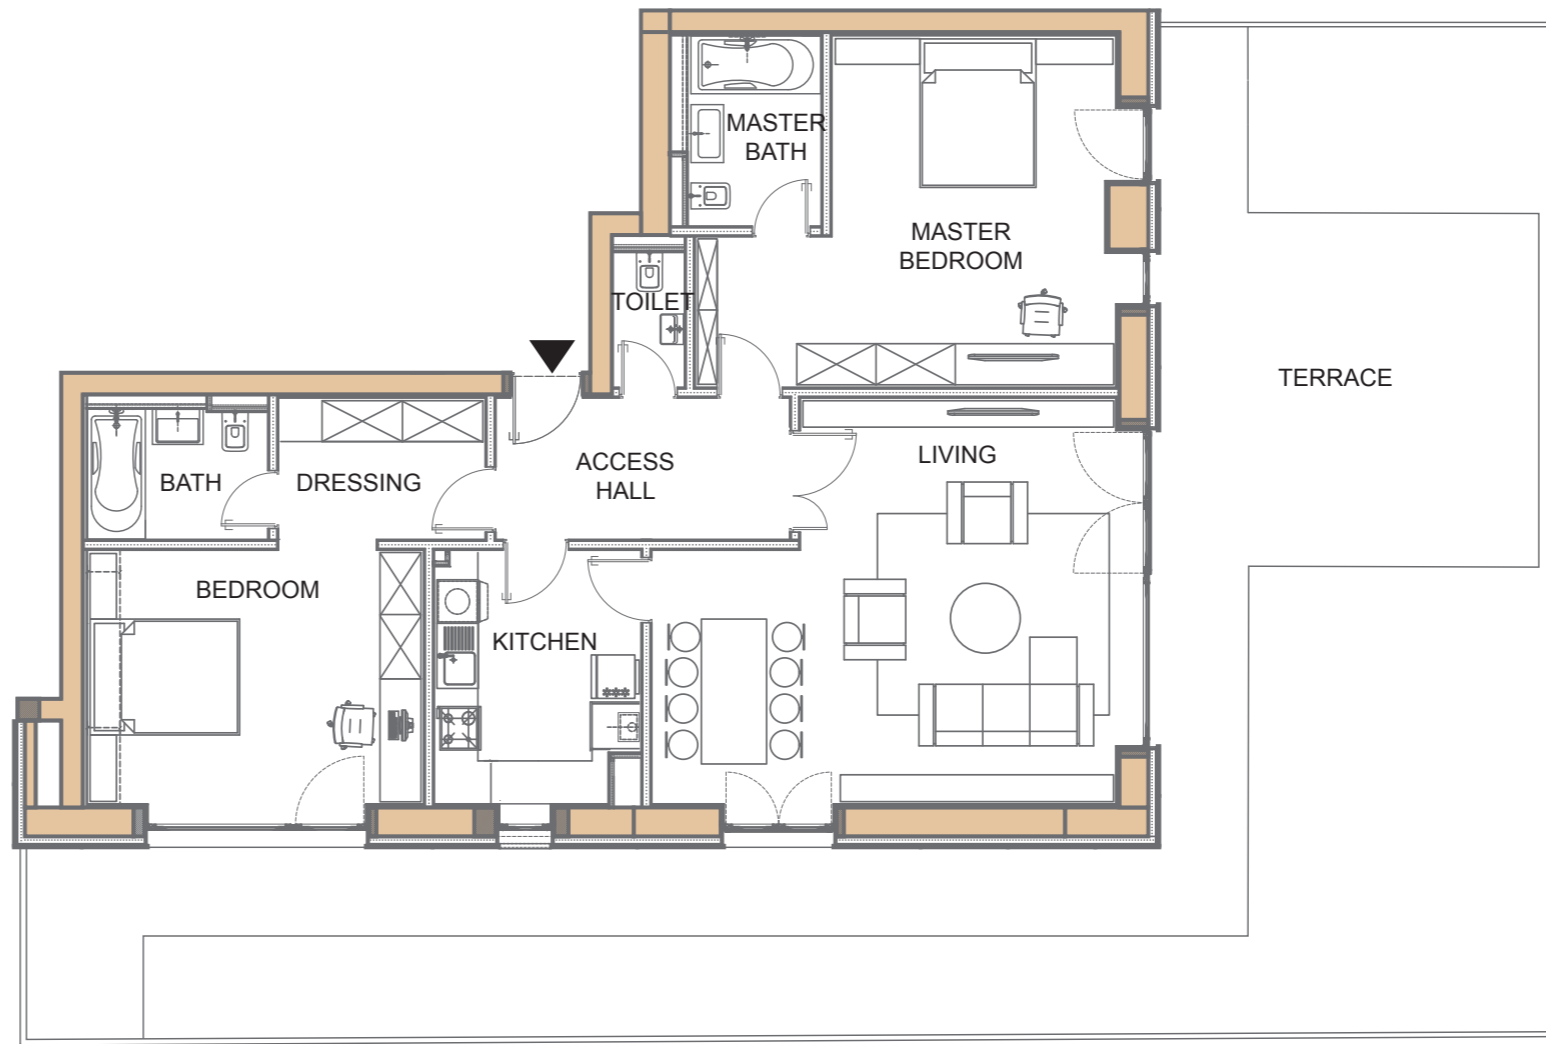 MASTER
BATH
MASTER
BEDROOM
TOILET
TERRACE
LIVING
ACCESS
HALL
BATH
DRESSING
BEDROOM
KITCHEN